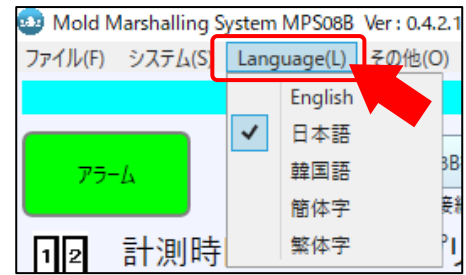 Mold Marshalling System MPS08B Ver : 0.4.2.1
ファイル(F) システム(S) Language(L) その他(O)
English
日本語
韓国語
簡体字
繁体字
アラーム
12 計測時